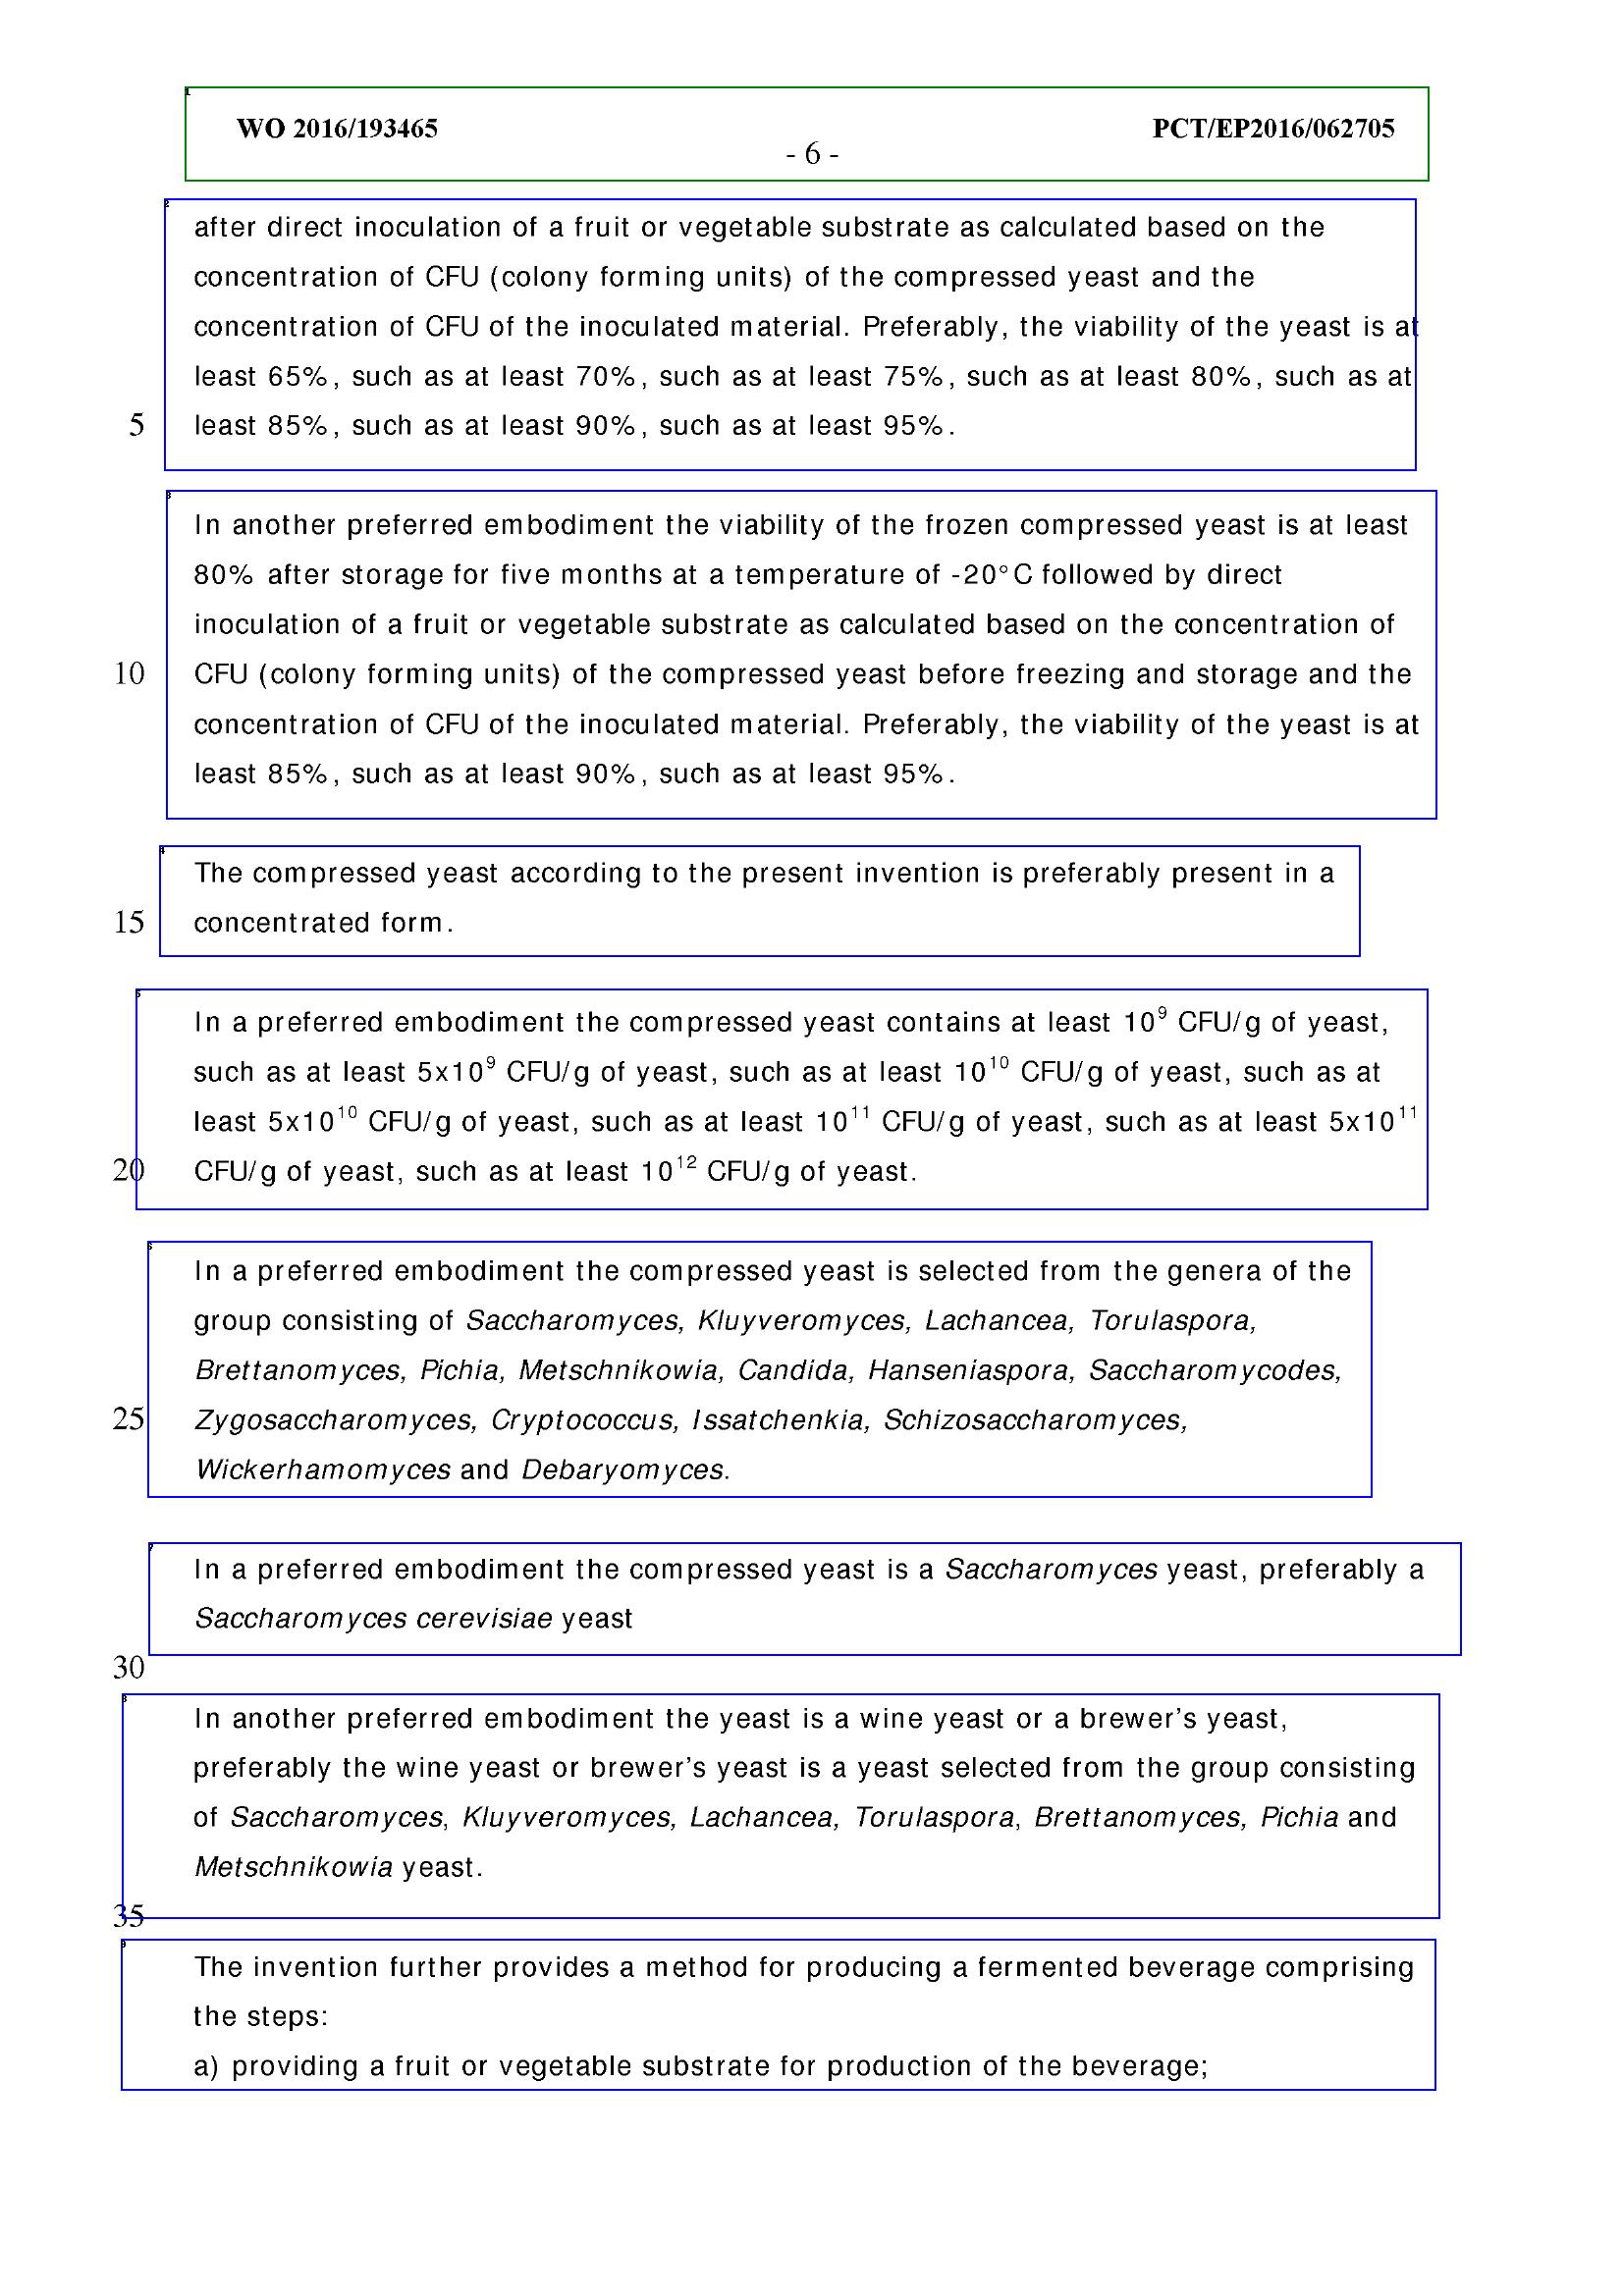 WO 2016/193465 PCT/EP2016/062705
- 6 -
after direct inoculation of a fruit or vegetable substrate as calculated based on the
concentration of CFU (colony forming units) of the compressed yeast and the
concentration of CFU of the inoculated material. Preferably, the viability of the yeast is at
least 65%, such as at least 70%, such as at least 75%, such as at least 80%, such as at
5 least 85%, such as at least 90%, such as at least 95%.
In another preferred embodiment the viability of the frozen compressed yeast is at least
80% after storage for five months at a temperature of -20°C followed by direct
inoculation of a fruit or vegetable substrate as calculated based on the concentration of
10 CFU (colony forming units) of the compressed yeast before freezing and storage and the
concentration of CFU of the inoculated material. Preferably, the viability of the yeast is at
least 85%, such as at least 90%, such as at least 95%.
The compressed yeast according to the present invention is preferably present in a
15 concentrated form.
In a preferred embodiment the compressed yeast contains at least 10⁹ CFU/g of yeast,
such as at least 5x10⁹ CFU/g of yeast, such as at least 10¹⁰ CFU/g of yeast, such as at
least 5x10¹⁰ CFU/g of yeast, such as at least 10¹¹ CFU/g of yeast, such as at least 5x10¹¹
20 CFU/g of yeast, such as at least 10¹² CFU/g of yeast.
In a preferred embodiment the compressed yeast is selected from the genera of the
group consisting of Saccharomyces, Kluyveromyces, Lachancea, Torulaspora,
Brettanomyces, Pichia, Metschnikowia, Candida, Hanseniaspora, Saccharomycodes,
25 Zygosaccharomyces, Cryptococcus, Issatchenkia, Schizosaccharomyces,
Wickerhamomyces and Debaryomyces.
In a preferred embodiment the compressed yeast is a Saccharomyces yeast, preferably a
Saccharomyces cerevisiae yeast
30
In another preferred embodiment the yeast is a wine yeast or a brewer’s yeast,
preferably the wine yeast or brewer’s yeast is a yeast selected from the group consisting
of Saccharomyces, Kluyveromyces, Lachancea, Torulaspora, Brettanomyces, Pichia and
Metschnikowia yeast.
35
The invention further provides a method for producing a fermented beverage comprising
the steps:
a) providing a fruit or vegetable substrate for production of the beverage;